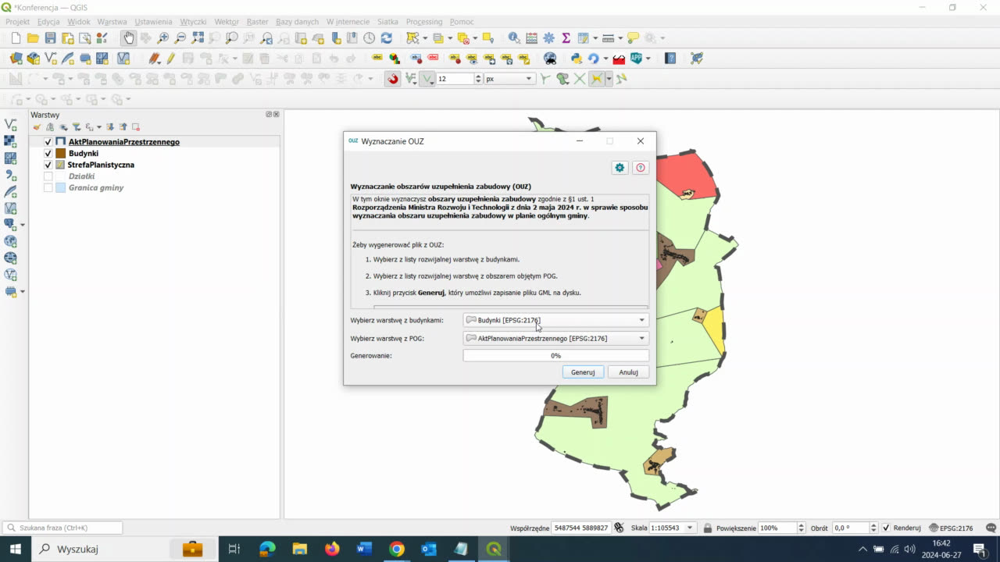 *Konferencja — QGIS
Projekt Edycja Widok Warstwa Ustawienia Wtyczki Wektor Raster Bazy danych W internecie Siatka Processing Pomoc
12 px
Warstwy
AktPlanowaniaPrzestrzennego
Budynki
StrefaPlanistyczna
Działki
Granica gminy
OUZ Wyznaczanie OUZ
Wyznaczanie obszarów uzupełnienia zabudowy (OUZ)
W tym oknie wyznaczysz obszary uzupełnienia zabudowy zgodnie z §1 ust. 1
Rozporządzenia Ministra Rozwoju i Technologii z dnia 2 maja 2024 r. w sprawie sposobu
wyznaczania obszaru uzupełnienia zabudowy w planie ogólnym gminy.
Żeby wygenerować plik z OUZ:
1. Wybierz z listy rozwijalnej warstwę z budynkami.
2. Wybierz z listy rozwijalnej warstwę z obszarem objętym POG.
3. Kliknij przycisk Generuj, który umożliwi zapisanie pliku GML na dysku.
Wybierz warstwę z budynkami: Budynki [EPSG:2176]
Wybierz warstwę z POG: AktPlanowaniaPrzestrzennego [EPSG:2176]
Generowanie: 0%
Generuj Anuluj
Szukana fraza (Ctrl+K) Współrzędne 5487544 5889827 Skala 1:105543 Powiększenie 100% Obrót 0,0 ° Renderuj EPSG:2176
Wyszukaj
16:42
2024-06-27